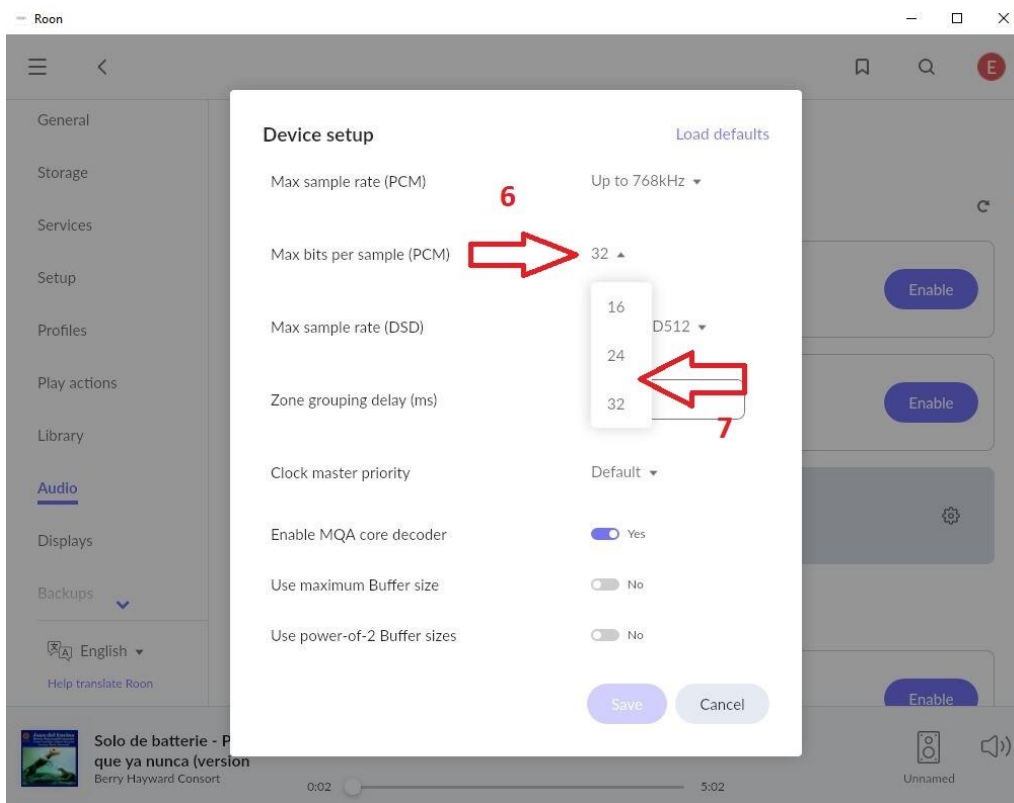 Roon
E
General
Storage
Services
Setup
Profiles
Play actions
Library
Audio
Displays
Backups
English
Help translate Roon
Device setup
Load defaults
Max sample rate (PCM)
Up to 768kHz
6
Max bits per sample (PCM)
32
16
24
32
Max sample rate (DSD)
D512
Zone grouping delay (ms)
7
Clock master priority
Default
Enable MQA core decoder
Yes
Use maximum Buffer size
No
Use power-of-2 Buffer sizes
No
Save
Cancel
Enable
Enable
Enable
Solo de batterie - P
que ya nunca (version
Berry Hayward Consort
0:02
5:02
Unnamed